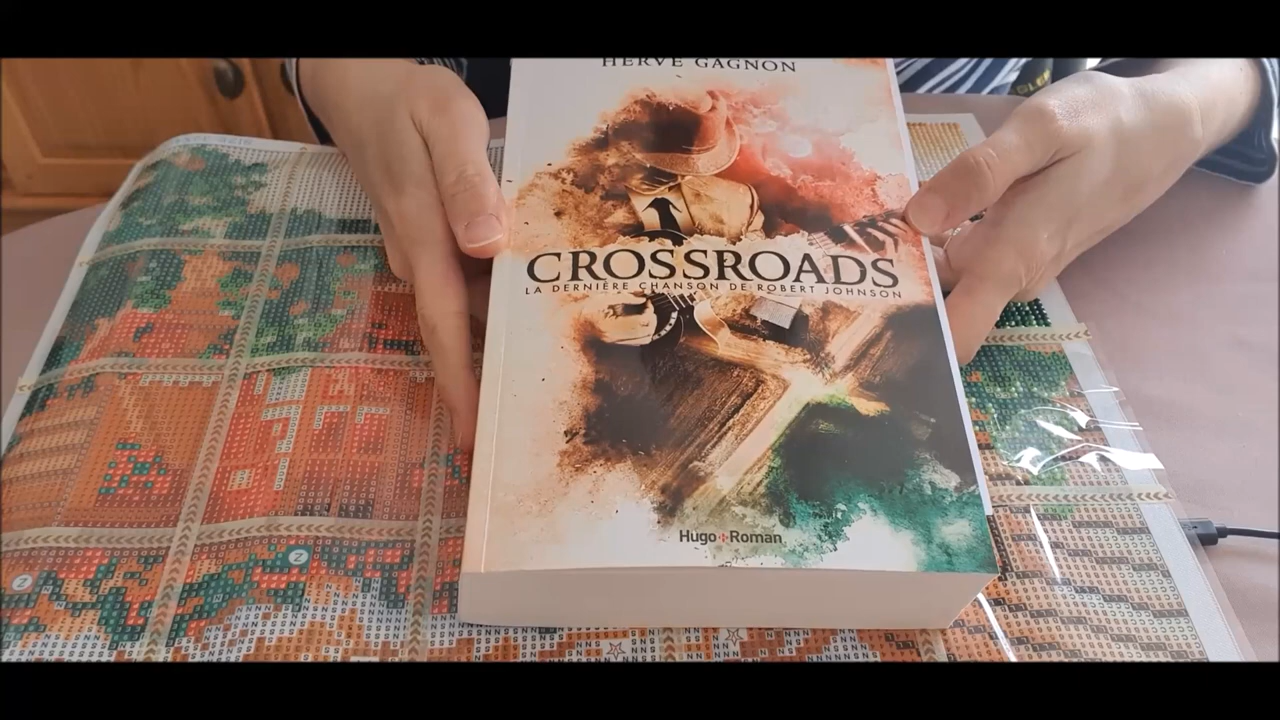 HERVÉ GAGNON
CROSSROADS
LA DERNIÈRE CHANSON DE ROBERT JOHNSON
Hugo+Roman